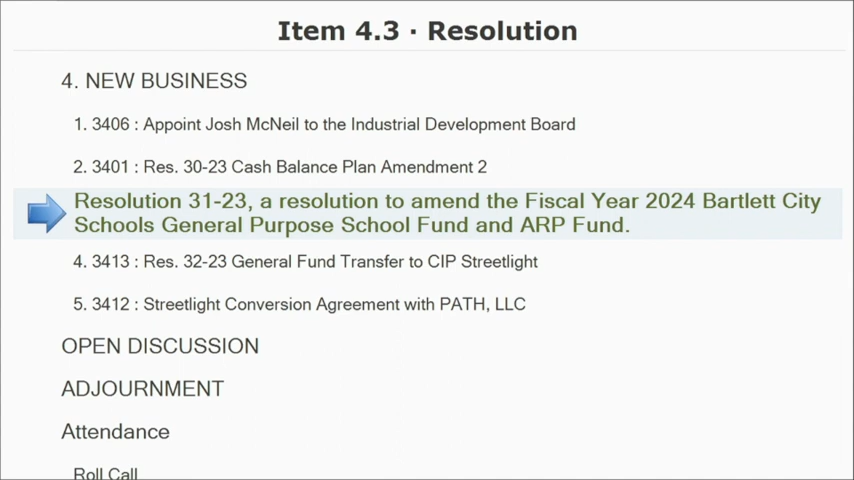 Item 4.3 · Resolution
4. NEW BUSINESS
1. 3406 : Appoint Josh McNeil to the Industrial Development Board
2. 3401 : Res. 30-23 Cash Balance Plan Amendment 2
Resolution 31-23, a resolution to amend the Fiscal Year 2024 Bartlett City
Schools General Purpose School Fund and ARP Fund.
4. 3413 : Res. 32-23 General Fund Transfer to CIP Streetlight
5. 3412 : Streetlight Conversion Agreement with PATH, LLC
OPEN DISCUSSION
ADJOURNMENT
Attendance
Roll Call